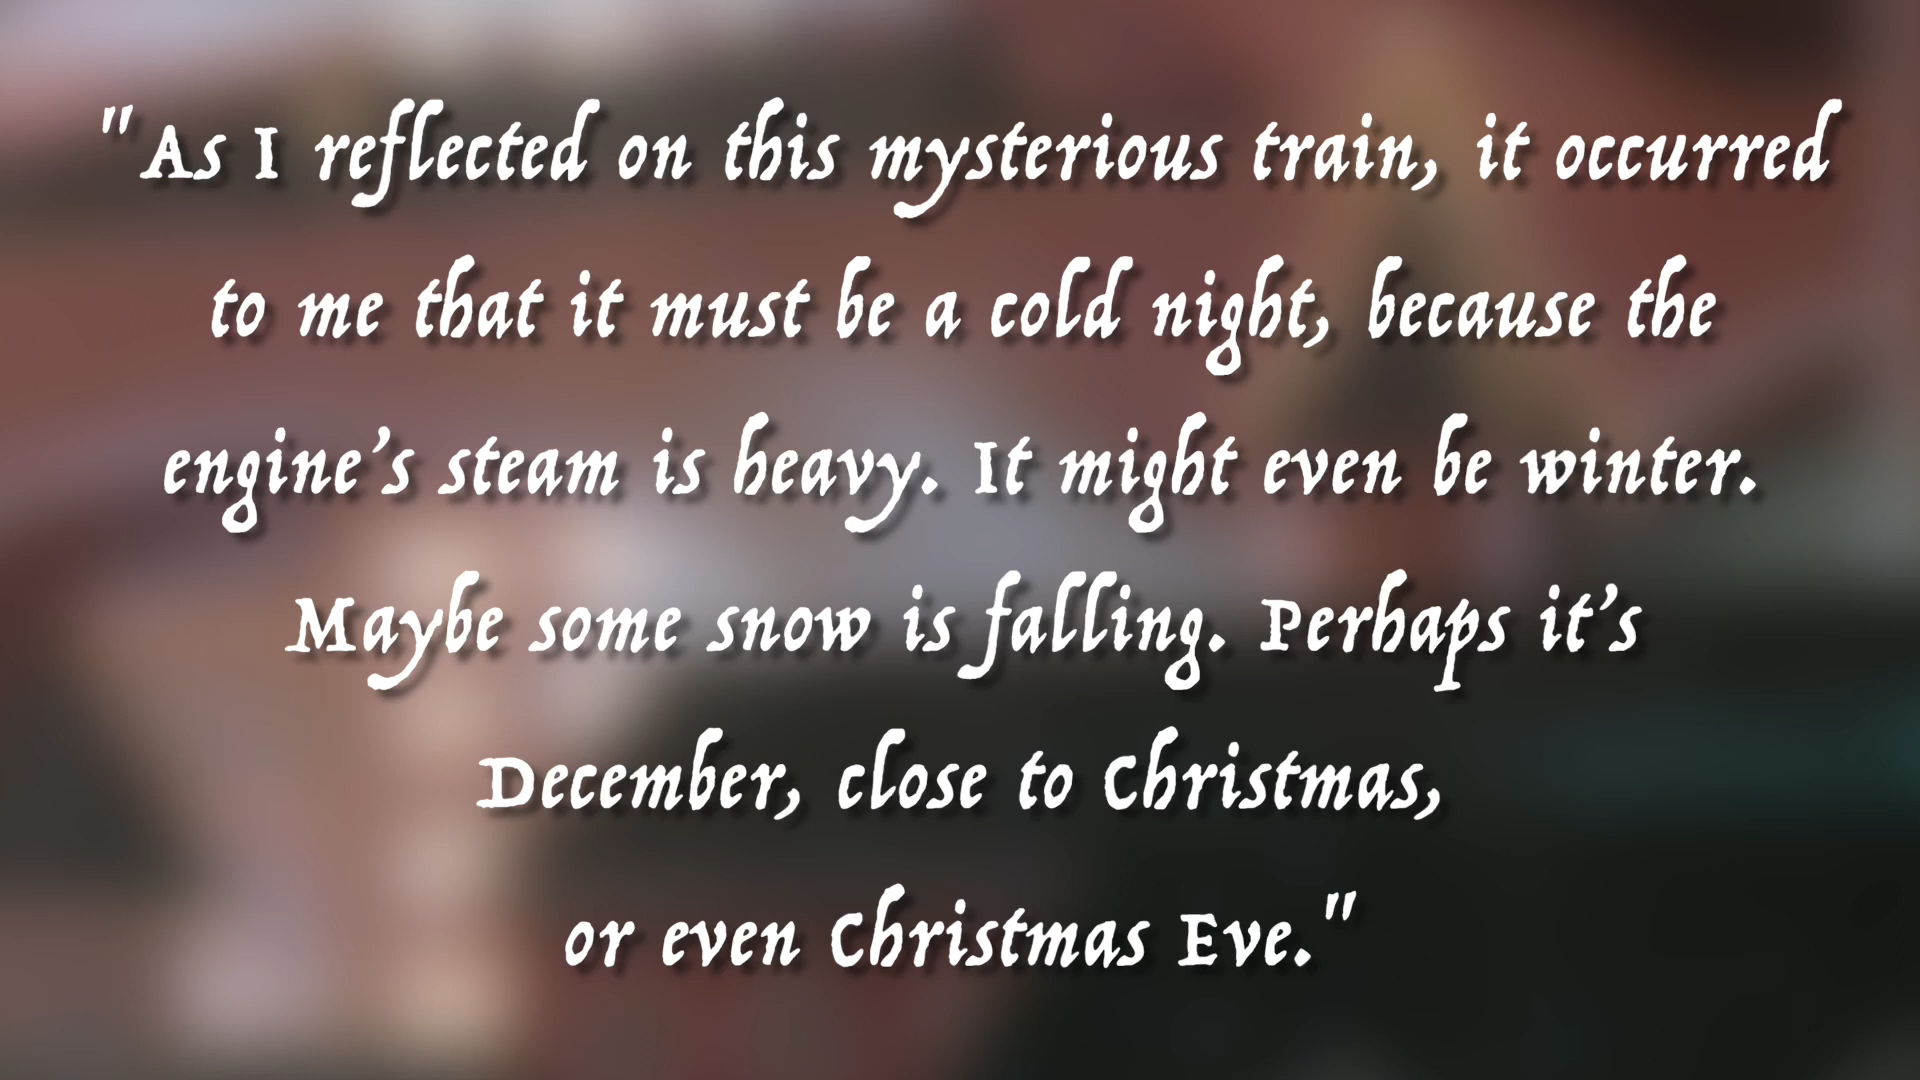 "As I reflected on this mysterious train, it occurred
to me that it must be a cold night, because the
engine's steam is heavy. It might even be winter.
Maybe some snow is falling. Perhaps it's
December, close to Christmas,
or even Christmas Eve."